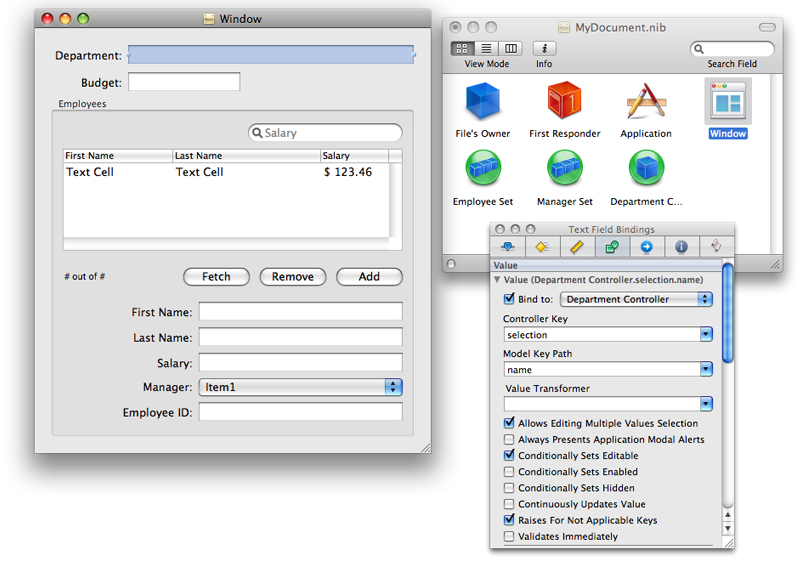 Window
Department:
Budget:
Employees
Salary
First Name Last Name Salary
Text Cell Text Cell $ 123.46
# out of # Fetch Remove Add
First Name:
Last Name:
Salary:
Manager: Item1
Employee ID:
MyDocument.nib
View Mode Info Search Field
File's Owner First Responder Application Window
Employee Set Manager Set Department C...
Text Field Bindings
Value
Value (Department Controller.selection.name)
Bind to: Department Controller
Controller Key
selection
Model Key Path
name
Value Transformer
Allows Editing Multiple Values Selection
Always Presents Application Modal Alerts
Conditionally Sets Editable
Conditionally Sets Enabled
Conditionally Sets Hidden
Continuously Updates Value
Raises For Not Applicable Keys
Validates Immediately